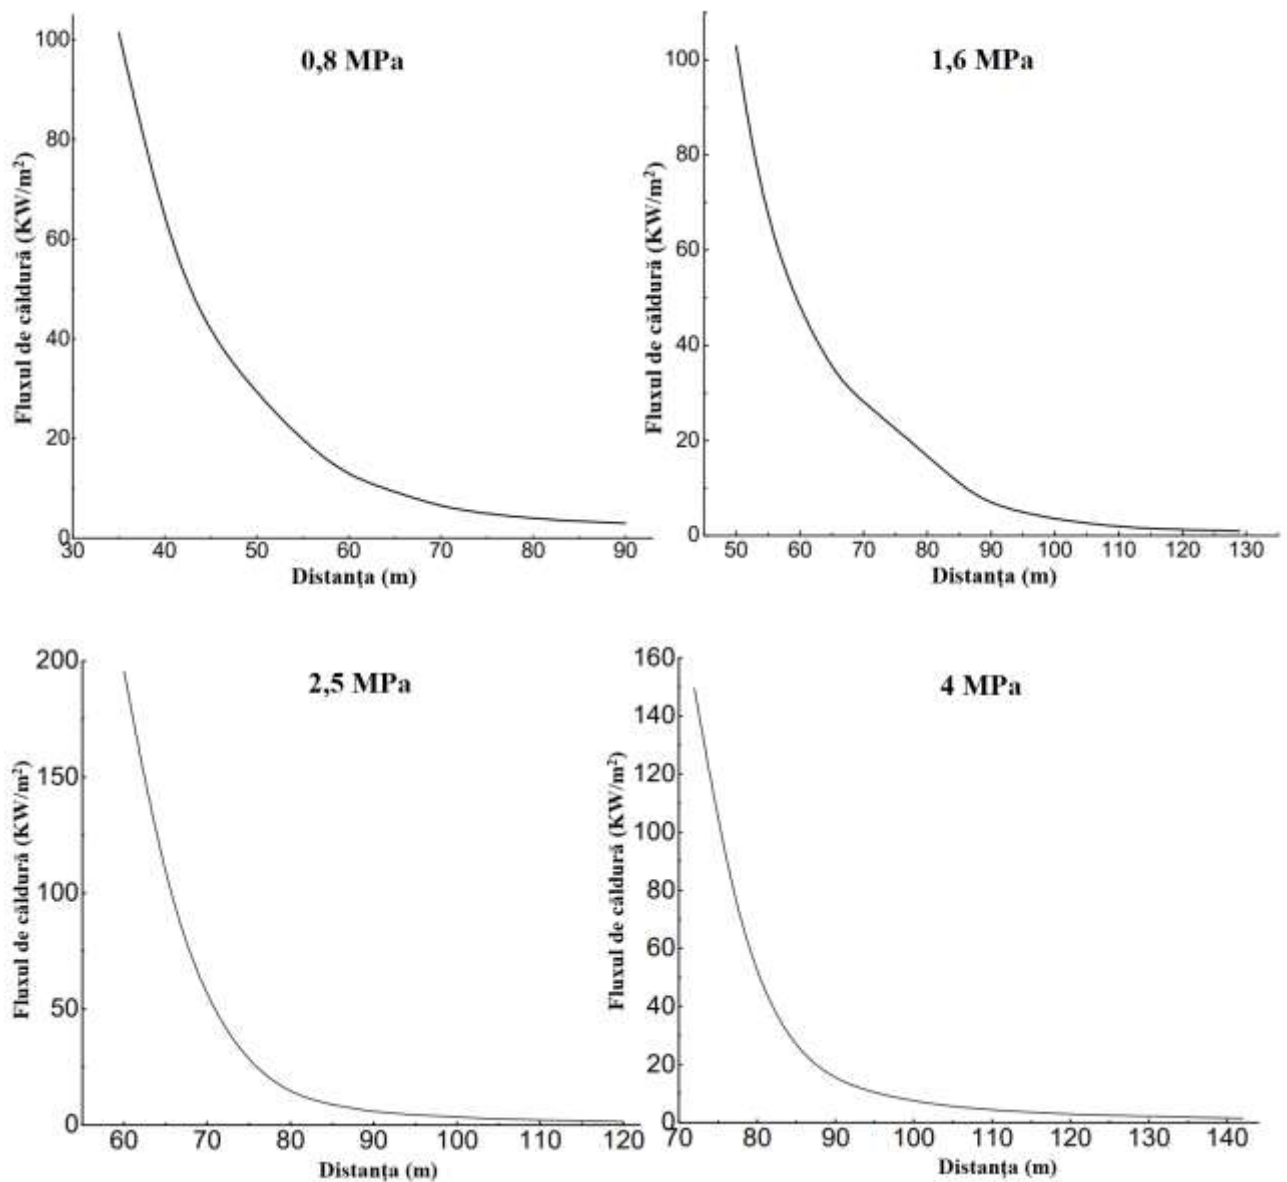 0,8 MPa
Fluxul de căldură (KW/m²)
100
80
60
40
20
0
30 40 50 60 70 80 90
Distanța (m)
1,6 MPa
Fluxul de căldură (KW/m²)
100
80
60
40
20
0
50 60 70 80 90 100 110 120 130
Distanța (m)
2,5 MPa
Fluxul de căldură (KW/m²)
200
150
100
50
0
60 70 80 90 100 110 120
Distanța (m)
4 MPa
Fluxul de căldură (KW/m²)
160
140
120
100
80
60
40
20
0
70 80 90 100 110 120 130 140
Distanța (m)